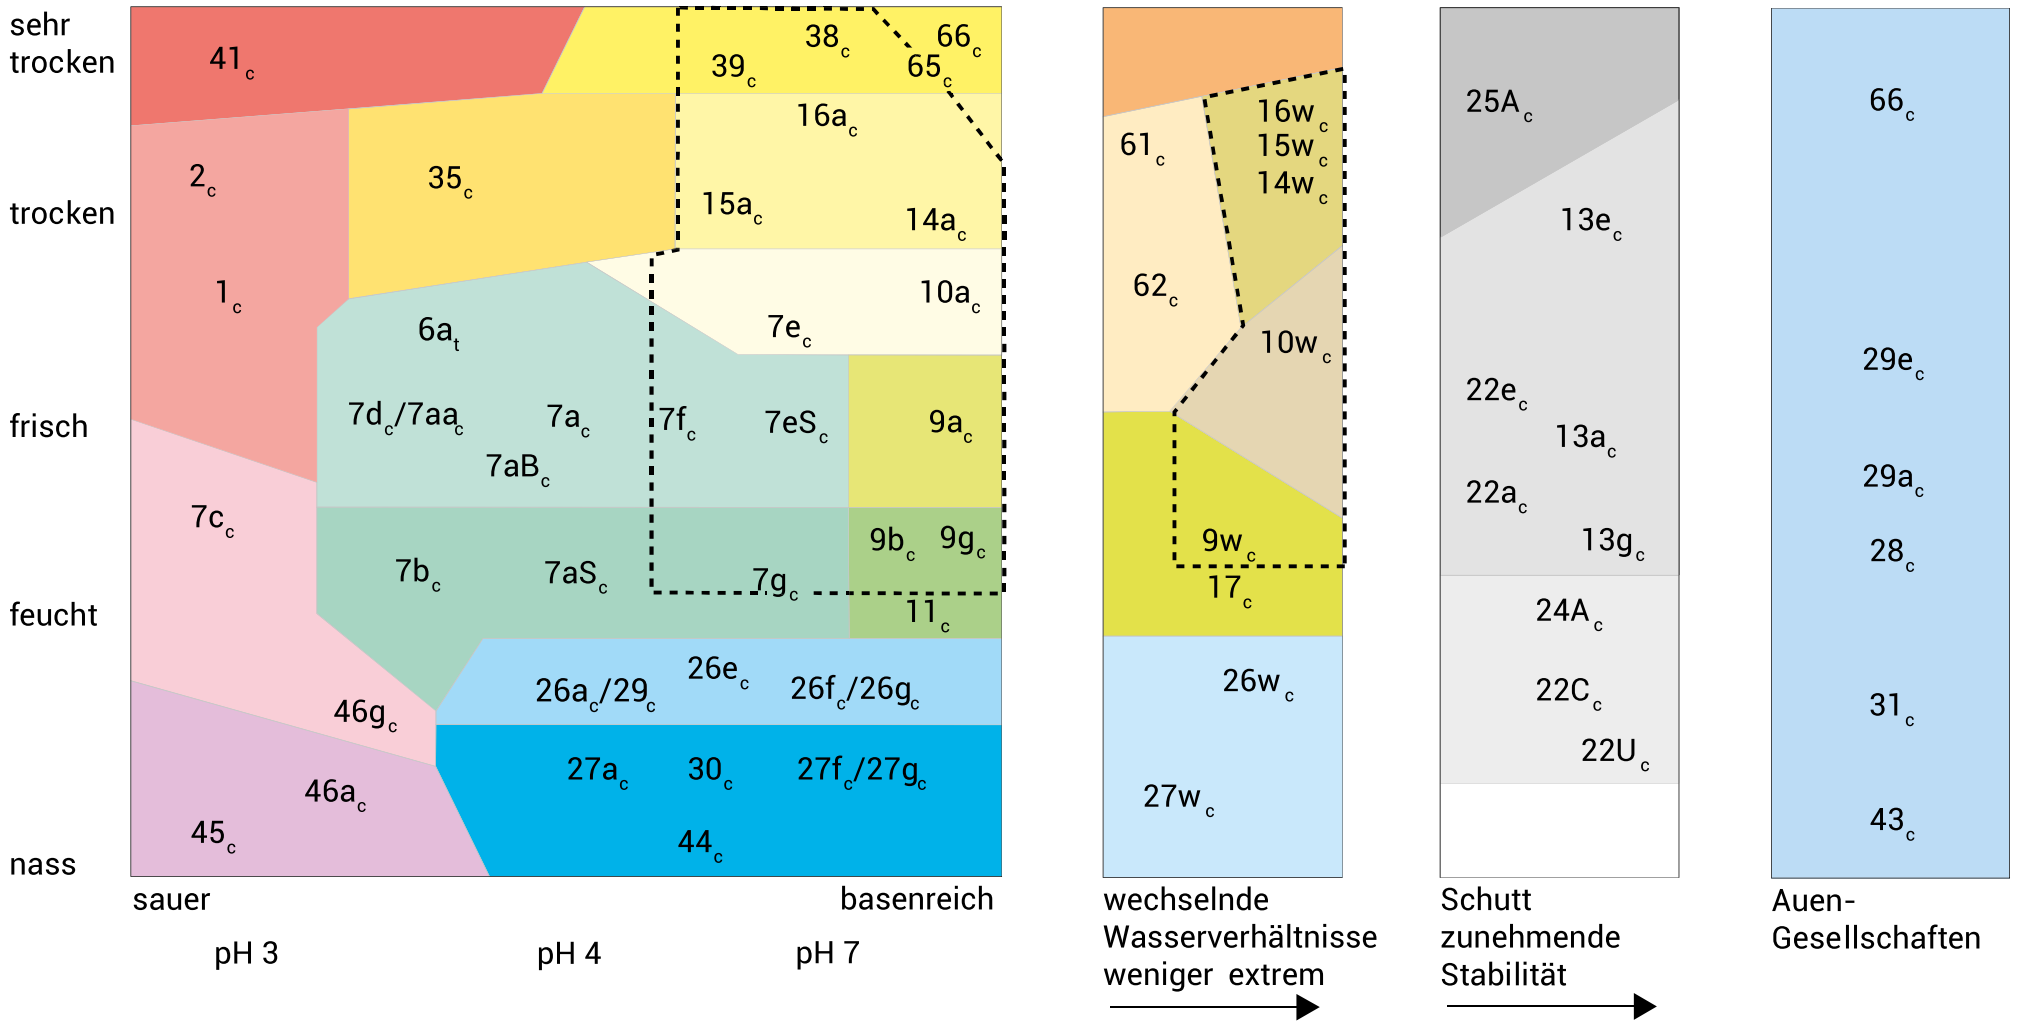 sehr
trocken
trocken
frisch
feucht
nass
41c
38c
66c
39c
65c
16ac
2c
35c
15ac
14ac
1c
10ac
6at
7ec
7dc/7aac
7ac
7fc
7eSc
9ac
7aBc
7cc
9bc
9gc
7bc
7aSc
7gc
11c
26ec
26ac/29c
26fc/26gc
46gc
27ac
30c
27fc/27gc
46ac
45c
44c
sauer
basenreich
pH 3
pH 4
pH 7
16wc
61c
15wc
14wc
62c
10wc
9wc
17c
26wc
27wc
wechselnde
Wasserverhältnisse
weniger extrem
25Ac
13ec
22ec
13ac
22ac
13gc
24Ac
22Cc
22Uc
Schutt
zunehmende
Stabilität
66c
29ec
29ac
28c
31c
43c
Auen-
Gesellschaften